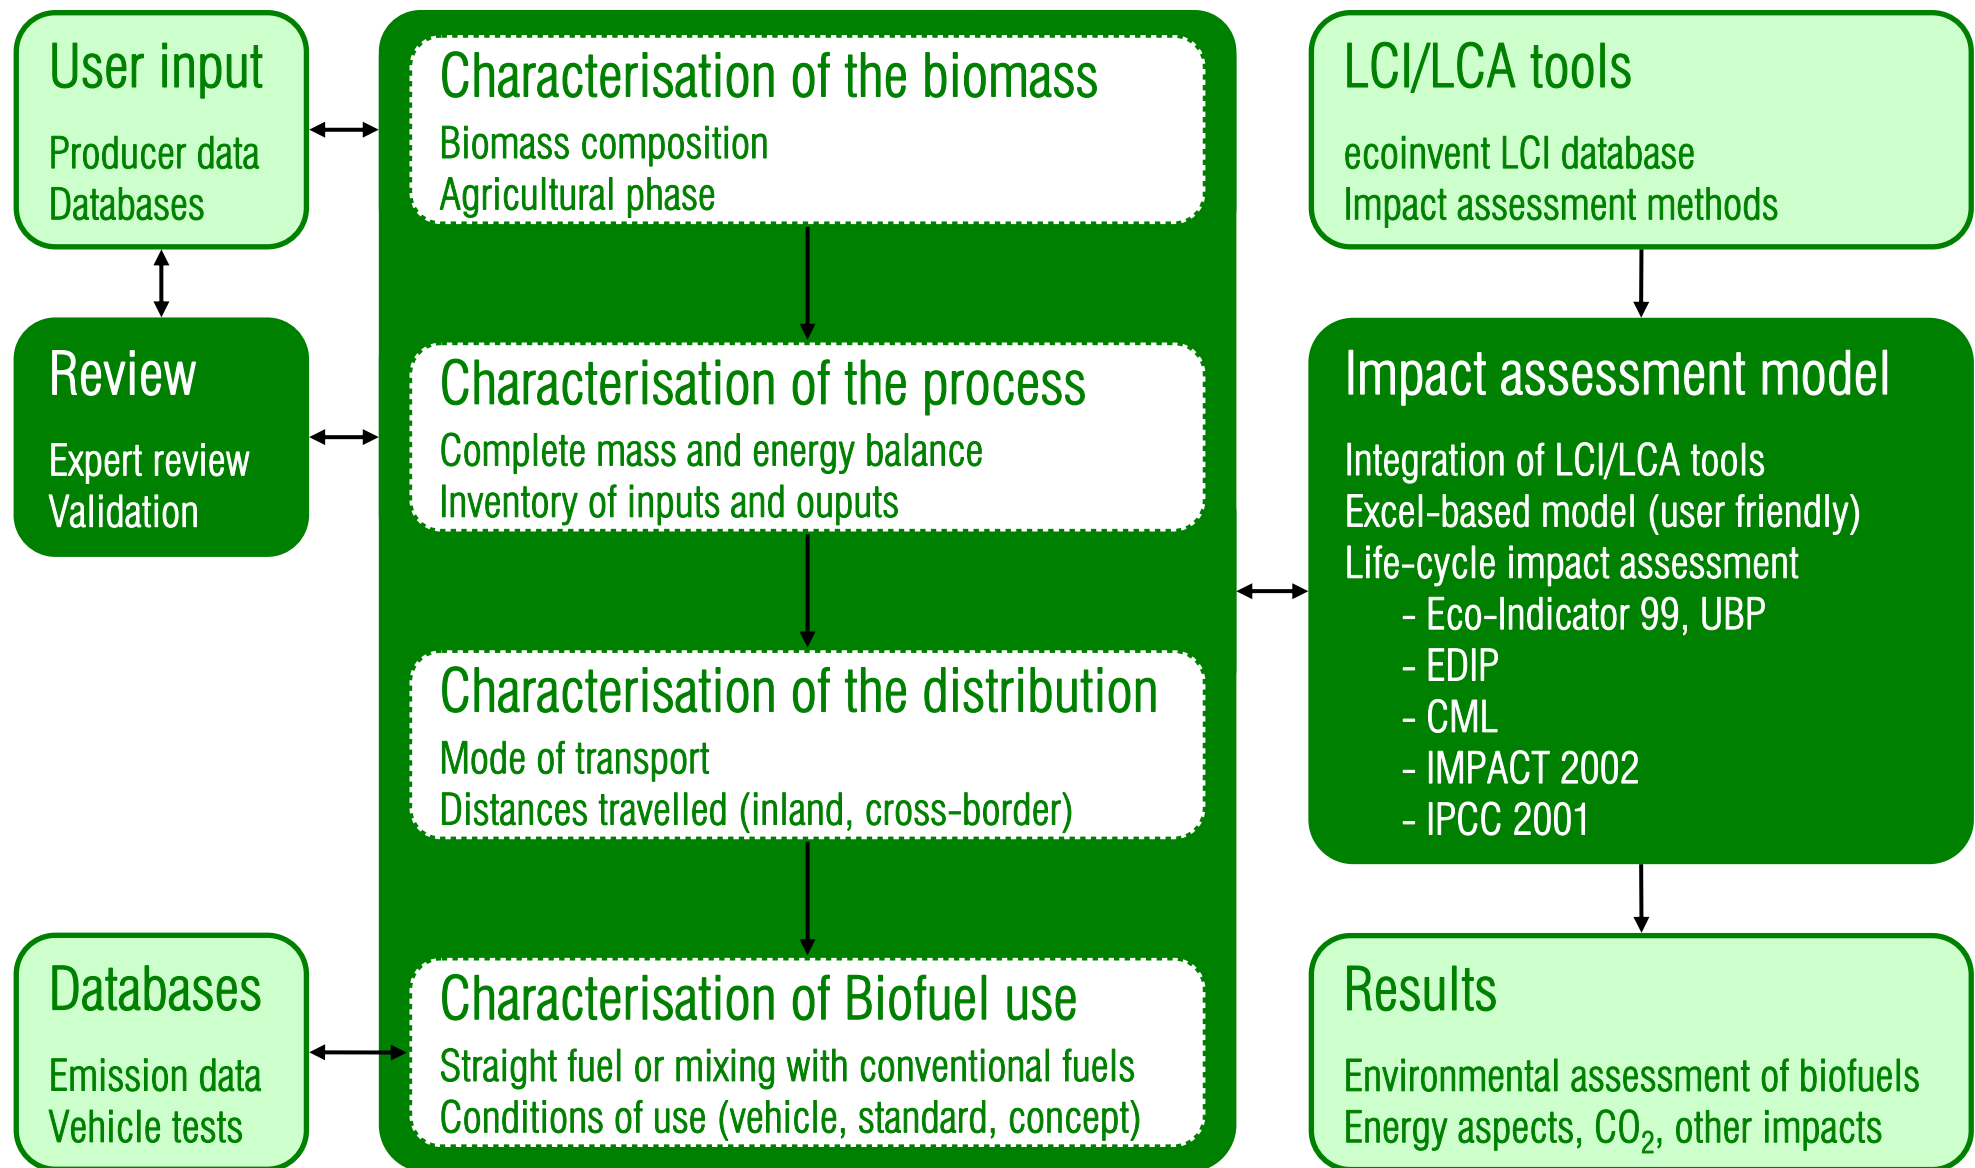 User input
Producer data
Databases
Review
Expert review
Validation
Databases
Emission data
Vehicle tests
Characterisation of the biomass
Biomass composition
Agricultural phase
Characterisation of the process
Complete mass and energy balance
Inventory of inputs and ouputs
Characterisation of the distribution
Mode of transport
Distances travelled (inland, cross-border)
Characterisation of Biofuel use
Straight fuel or mixing with conventional fuels
Conditions of use (vehicle, standard, concept)
LCI/LCA tools
ecoinvent LCI database
Impact assessment methods
Impact assessment model
Integration of LCI/LCA tools
Excel-based model (user friendly)
Life-cycle impact assessment
- Eco-Indicator 99, UBP
- EDIP
- CML
- IMPACT 2002
- IPCC 2001
Results
Environmental assessment of biofuels
Energy aspects, CO₂, other impacts